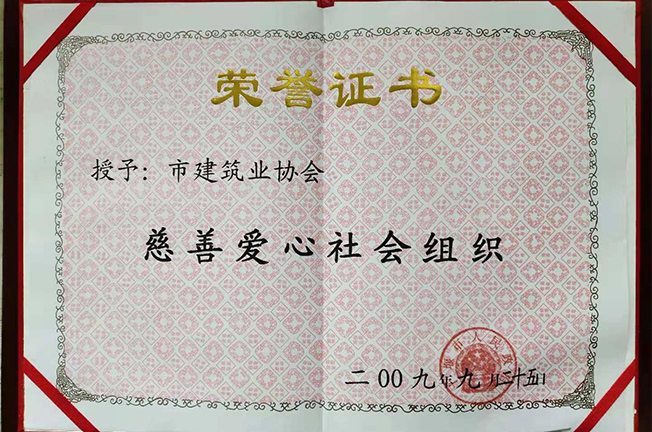 荣誉证书
授予：市建筑业协会
慈善爱心社会组织
二00九年九月二十五日